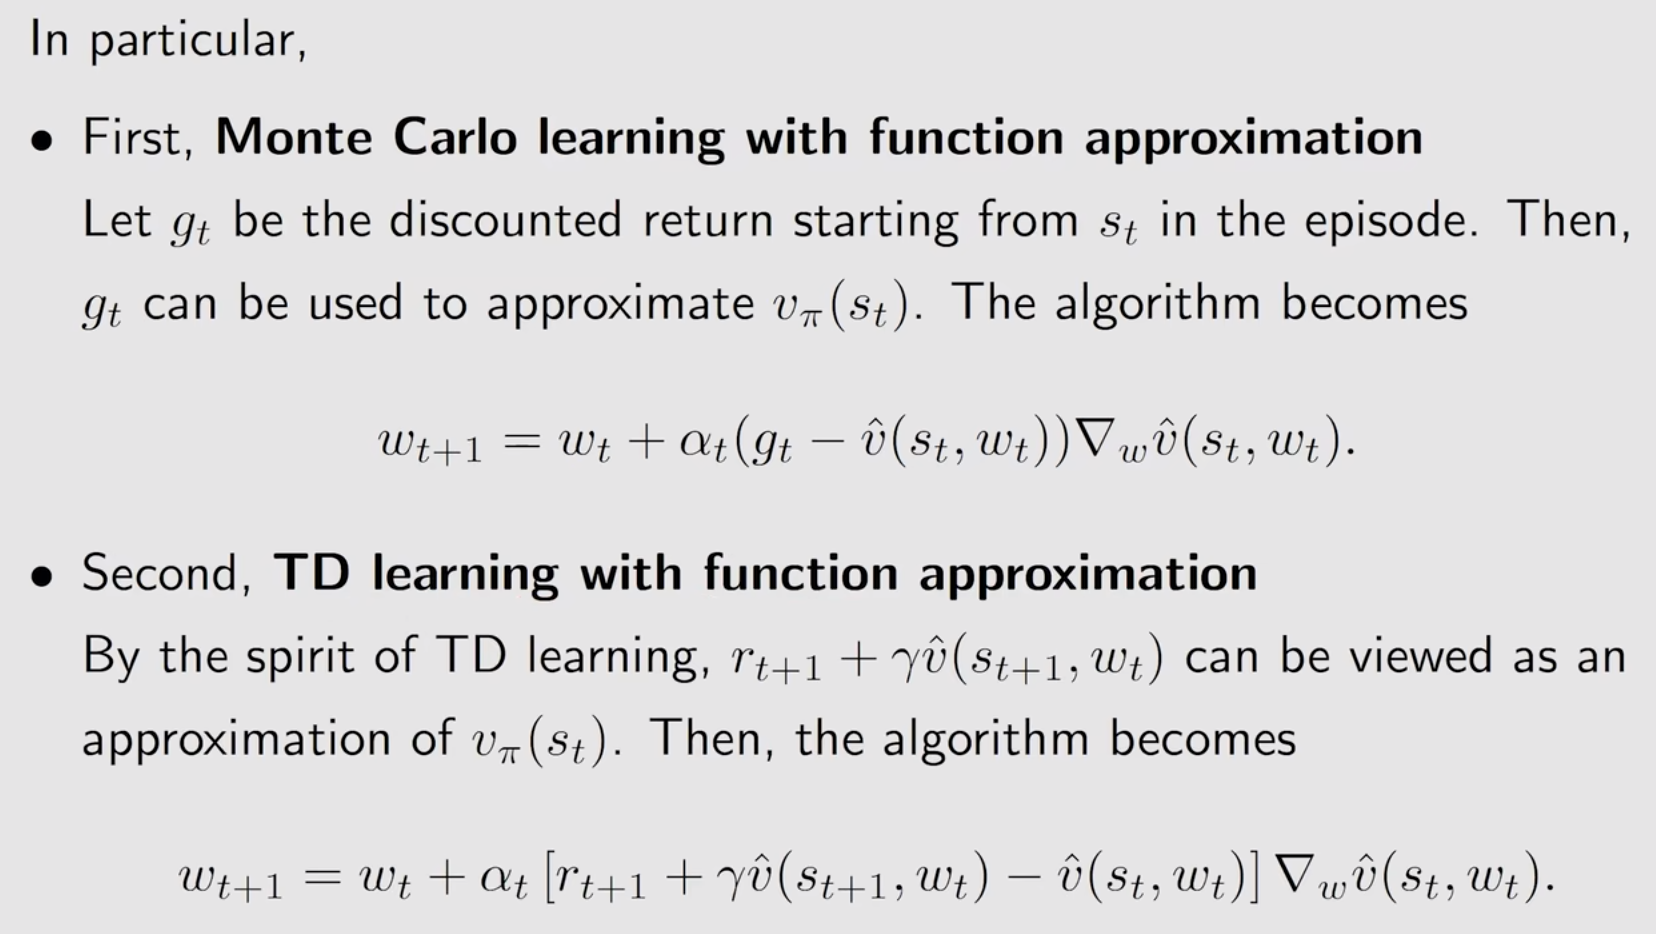 In particular,
• First, Monte Carlo learning with function approximation
Let $g_t$ be the discounted return starting from $s_t$ in the episode. Then,
$g_t$ can be used to approximate $v_\pi(s_t)$. The algorithm becomes
$w_{t+1} = w_t + \alpha_t(g_t - \hat{v}(s_t, w_t))\nabla_w \hat{v}(s_t, w_t).$
• Second, TD learning with function approximation
By the spirit of TD learning, $r_{t+1} + \gamma\hat{v}(s_{t+1}, w_t)$ can be viewed as an
approximation of $v_\pi(s_t)$. Then, the algorithm becomes
$w_{t+1} = w_t + \alpha_t \left[r_{t+1} + \gamma\hat{v}(s_{t+1}, w_t) - \hat{v}(s_t, w_t)\right] \nabla_w \hat{v}(s_t, w_t).$